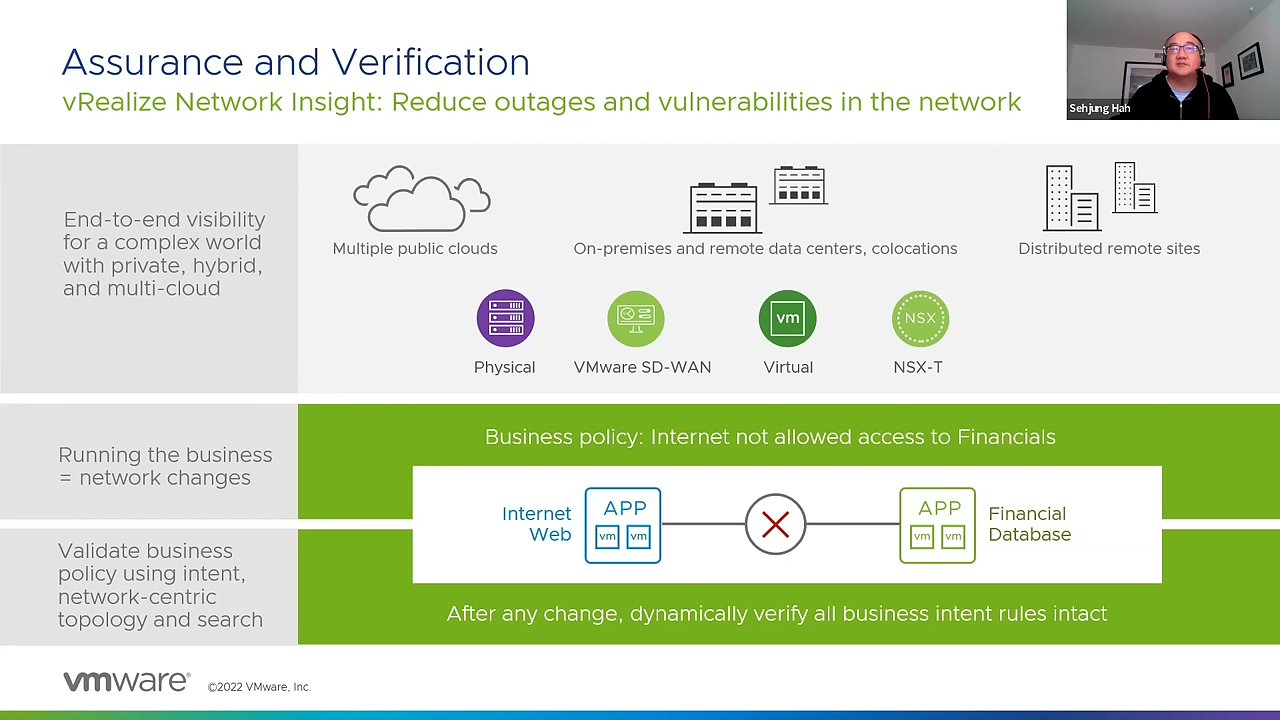 Assurance and Verification
vRealize Network Insight: Reduce outages and vulnerabilities in the network
Sehjung Hah
End-to-end visibility
for a complex world
with private, hybrid,
and multi-cloud
Multiple public clouds
On-premises and remote data centers, colocations
Distributed remote sites
vm
NSX
Physical
VMware SD-WAN
Virtual
NSX-T
Running the business
= network changes
Business policy: Internet not allowed access to Financials
Internet
Web
APP
vm vm
APP
vm vm
Financial
Database
Validate business
policy using intent,
network-centric
topology and search
After any change, dynamically verify all business intent rules intact
vmware®
©2022 VMware, Inc.